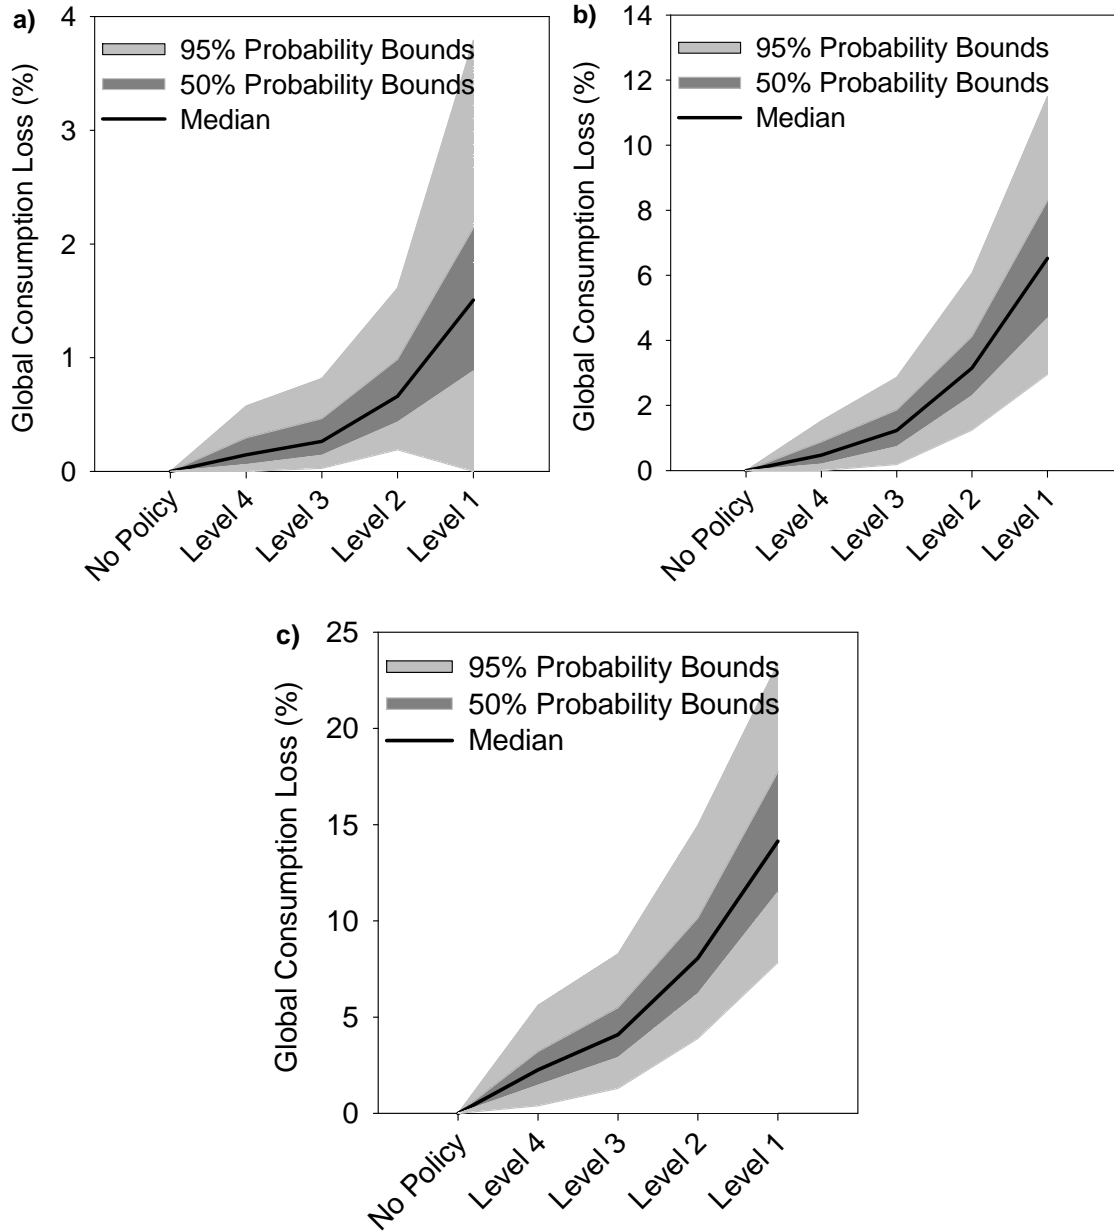 a)
Global Consumption Loss (%)
4
3
2
1
0
95% Probability Bounds
50% Probability Bounds
Median
No Policy
Level 4
Level 3
Level 2
Level 1
b)
Global Consumption Loss (%)
14
12
10
8
6
4
2
0
95% Probability Bounds
50% Probability Bounds
Median
No Policy
Level 4
Level 3
Level 2
Level 1
c)
Global Consumption Loss (%)
25
20
15
10
5
0
95% Probability Bounds
50% Probability Bounds
Median
No Policy
Level 4
Level 3
Level 2
Level 1